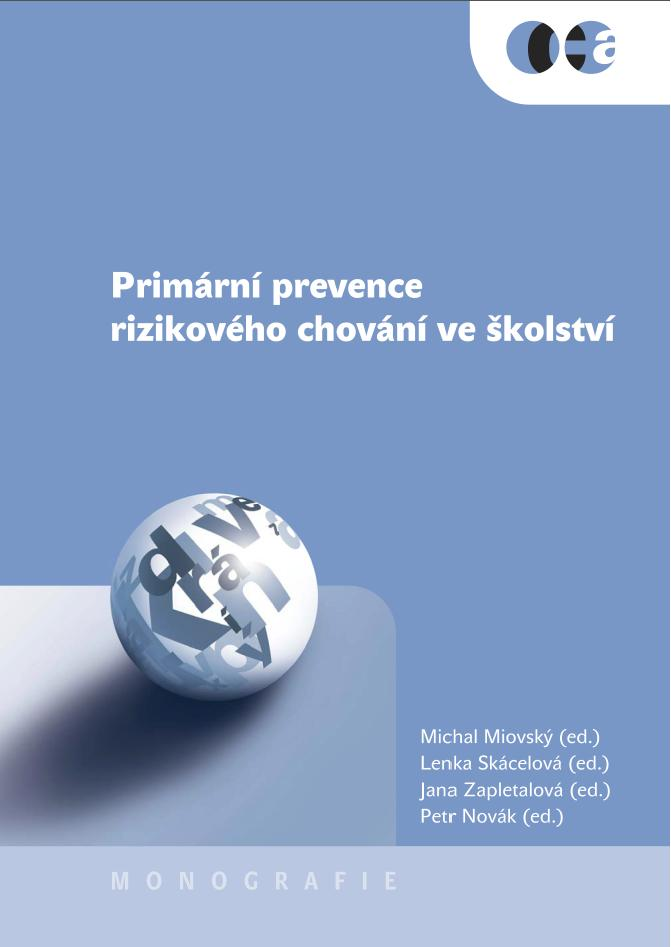 Primární prevence
rizikového chování ve školství
Michal Miovský (ed.)
Lenka Skácelová (ed.)
Jana Zapletalová (ed.)
Petr Novák (ed.)
MONOGRAFIE